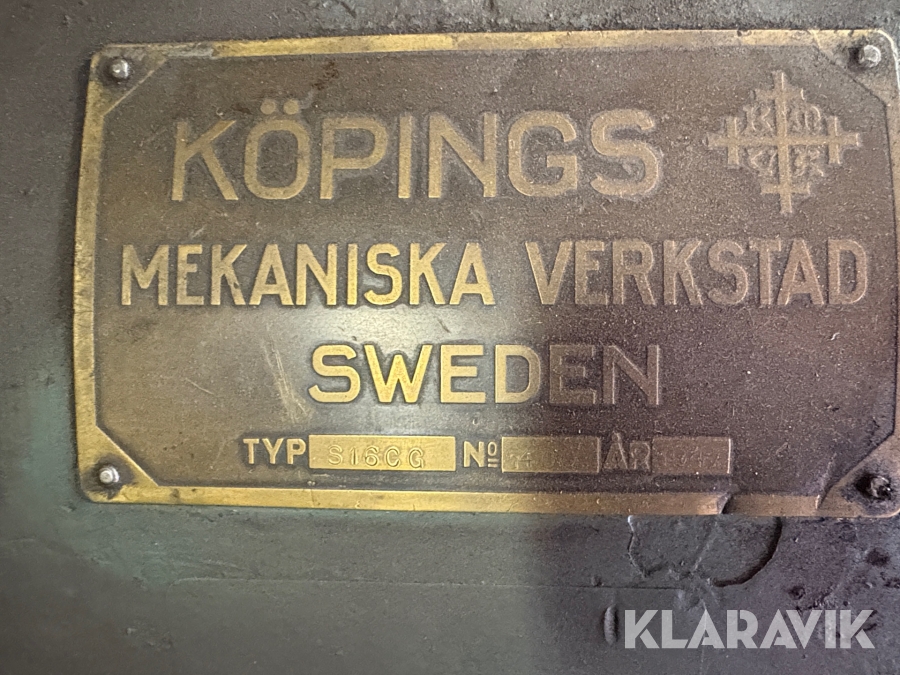 KÖPINGS
MEKANISKA VERKSTAD
SWEDEN
TYP S16CG No ÅR
KLARAVIK